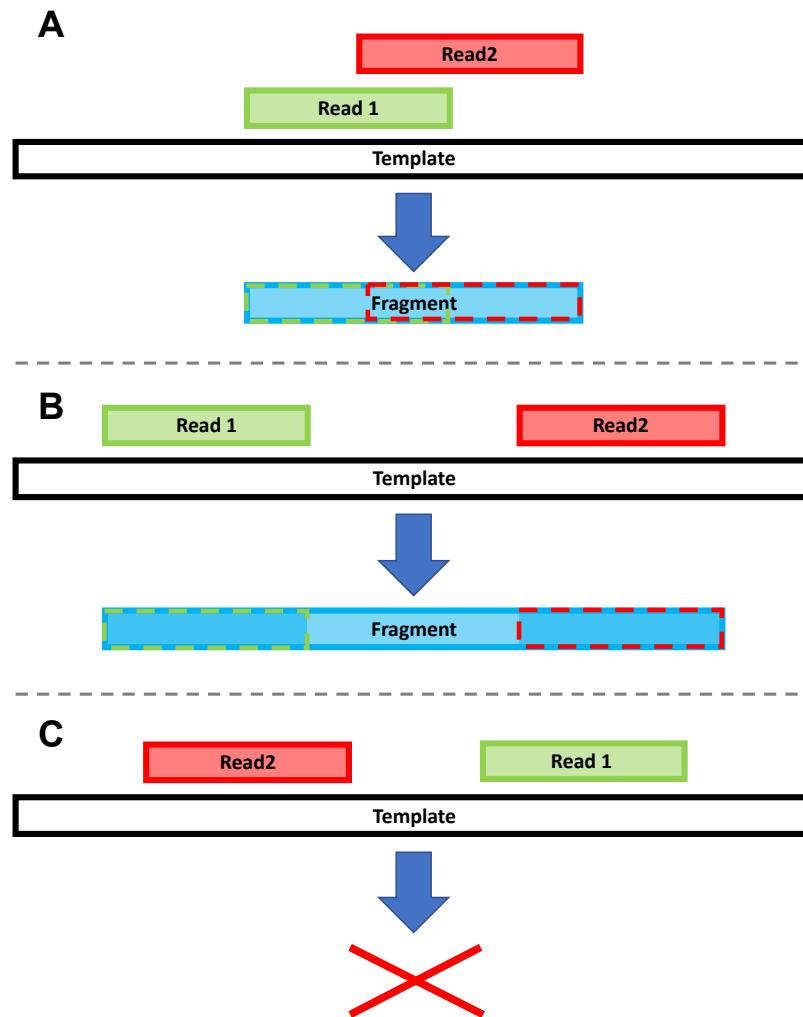 A
Read2
Read 1
Template
Fragment
B
Read 1
Read2
Template
Fragment
C
Read2
Read 1
Template